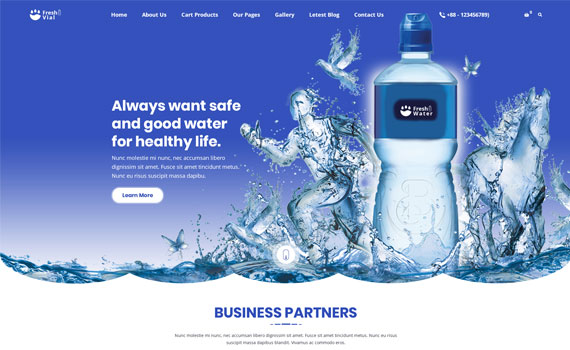 Fresh
Vial
Home About Us Cart Products Our Pages Gallery Letest Blog Contact Us +88 - 123456789) 0
Always want safe
and good water
for healthy life.
Nunc molestie mi nunc, nec accumsan libero
dignissim sit amet. Fusce sit amet tincidunt metus.
Nunc eu risus suscipit massa dapibu.
Learn More
Fresh
Water
BUSINESS PARTNERS
Nunc molestie mi nunc, nec accumsan libero dignissim sit amet. Fusce sit amet tincidunt metus. Nunc eu risus
suscipit massa dapibus blandit. Vivamus ac commodo eros.